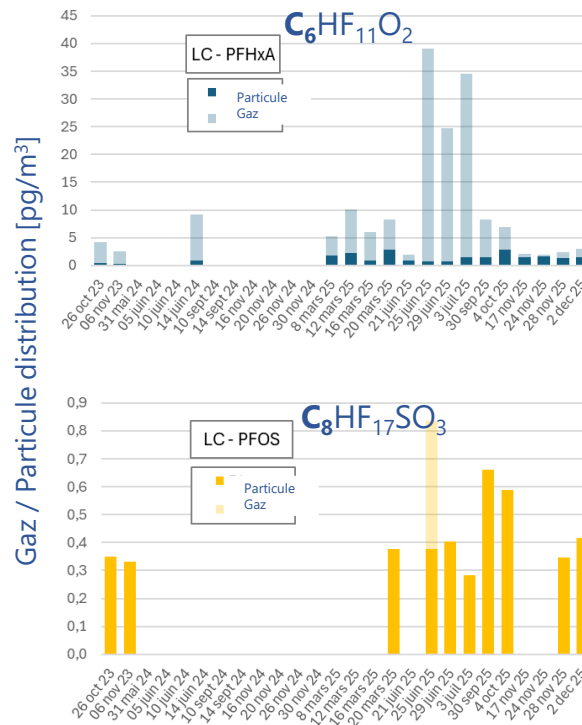 C₆HF₁₁O₂
45
40
35
30
25
20
15
10
5
0
LC - PFHxA
Particule
Gaz
26 oct 23
06 nov 23
31 mai 24
05 juin 24
10 juin 24
14 juin 24
10 sept 24
14 sept 24
16 nov 24
20 nov 24
26 nov 24
30 nov 24
8 mars 25
12 mars 25
16 mars 25
20 mars 25
21 juin 25
25 juin 25
29 juin 25
3 juil 25
30 sep 25
4 oct 25
17 nov 25
24 nov 25
28 nov 25
2 dec 25
Gaz / Particule distribution [pg/m³]
C₈HF₁₇SO₃
0,9
0,8
0,7
0,6
0,5
0,4
0,3
0,2
0,1
0,0
LC - PFOS
Particule
Gaz
26 oct 23
06 nov 23
31 mai 24
05 juin 24
10 juin 24
14 juin 24
10 sept 24
14 sept 24
16 nov 24
20 nov 24
26 nov 24
30 nov 24
8 mars 25
12 mars 25
16 mars 25
20 mars 25
21 juin 25
25 juin 25
29 juin 25
3 juil 25
30 sep 25
4 oct 25
17 nov 25
24 nov 25
28 nov 25
2 dec 25